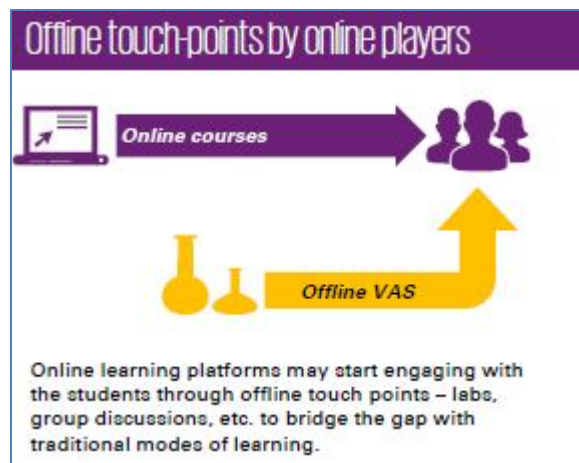 Offline touch-points by online players
Online courses
Offline VAS
Online learning platforms may start engaging with
the students through offline touch points – labs,
group discussions, etc. to bridge the gap with
traditional modes of learning.